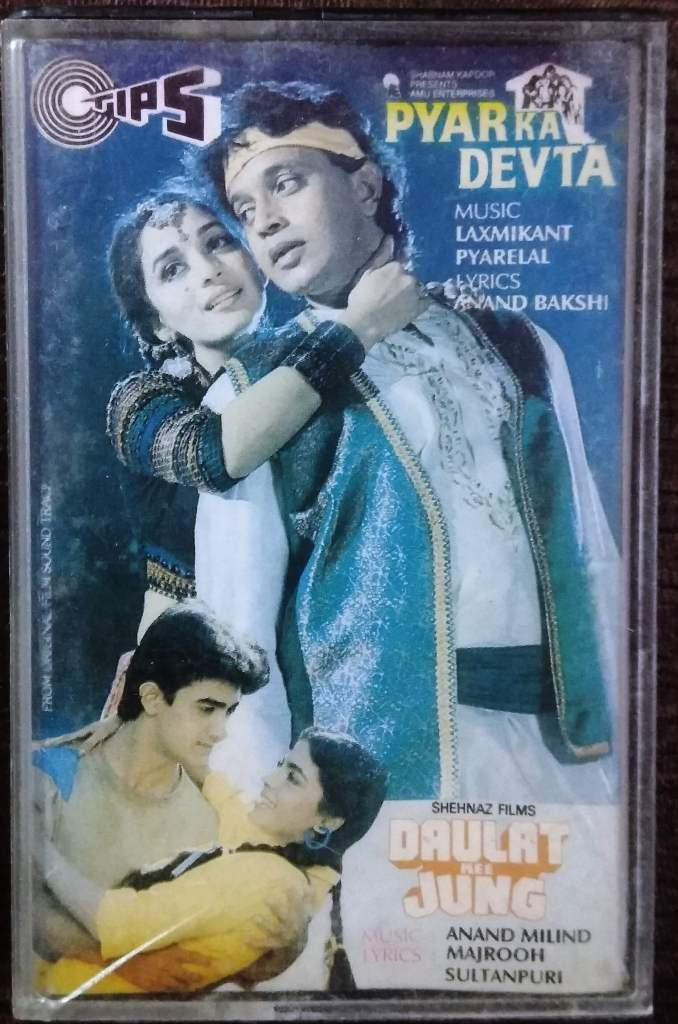 TIPS
SHABNAM KAPOOR
PRESENTS
AMU ENTERPRISES
PYAR KA
DEVTA
MUSIC
LAXMIKANT
PYARELAL
LYRICS
ANAND BAKSHI
FROM ORIGINAL FILM SOUND TRACK
SHEHNAZ FILMS
DAULAT
KEE
JUNG
MUSIC : ANAND MILIND
LYRICS : MAJROOH
SULTANPURI